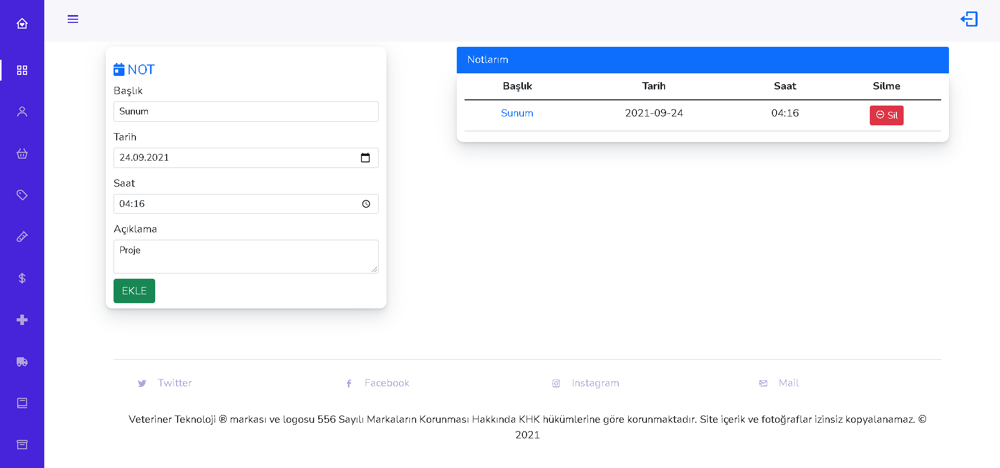 NOT
Başlık
Sunum
Tarih
24.09.2021
Saat
04:16
Açıklama
Proje
EKLE
Notlarım
Başlık Tarih Saat Silme
Sunum 2021-09-24 04:16 Sil
Twitter Facebook Instagram Mail
Veteriner Teknoloji ® markası ve logosu 556 Sayılı Markaların Korunması Hakkında KHK hükümlerine göre korunmaktadır. Site içerik ve fotoğraflar izinsiz kopyalanamaz. ©
2021